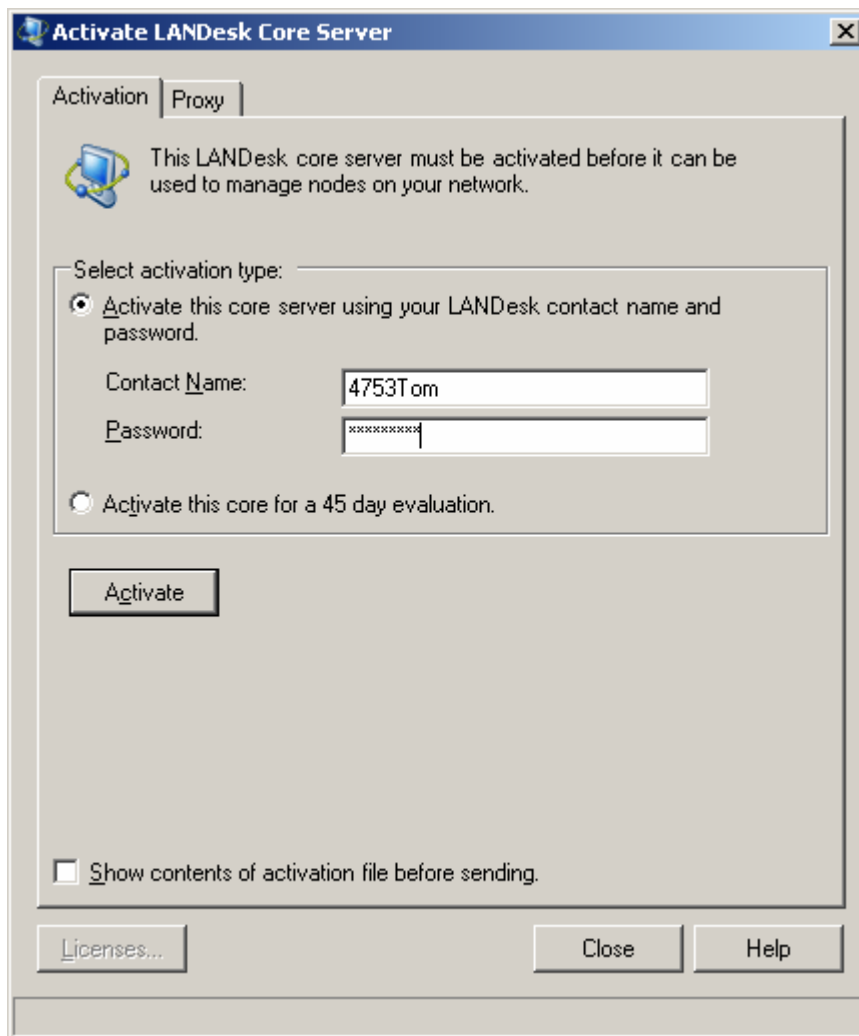 Activate LANDesk Core Server
Activation
Proxy
This LANDesk core server must be activated before it can be
used to manage nodes on your network.
Select activation type:
Activate this core server using your LANDesk contact name and
password.
Contact Name:
4753Tom
Password:
*********
Activate this core for a 45 day evaluation.
Activate
Show contents of activation file before sending.
Licenses...
Close
Help